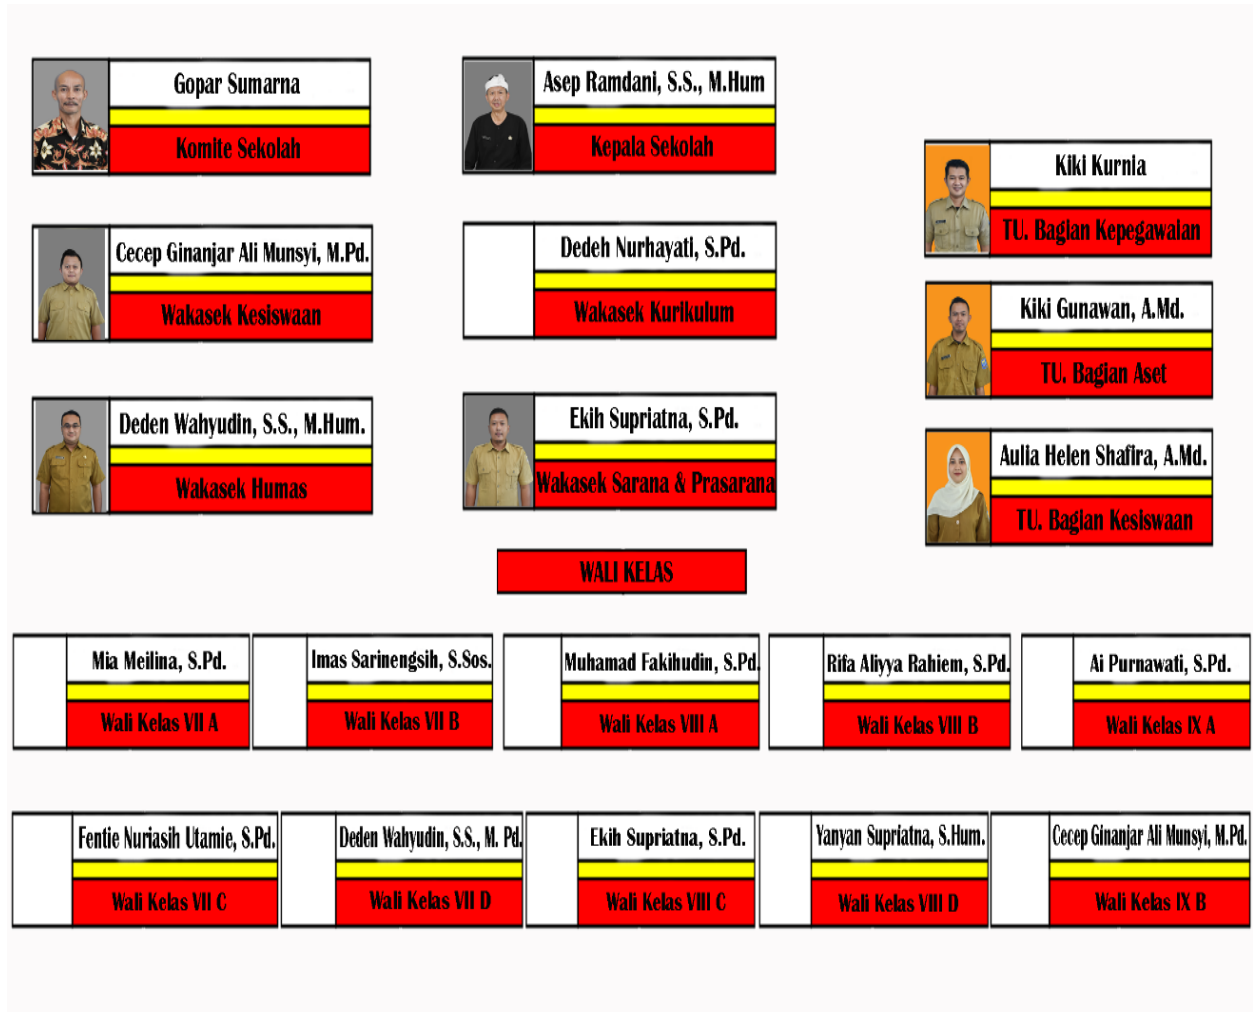 Gopar Sumarna
Komite Sekolah
Asep Ramdani, S.S., M.Hum
Kepala Sekolah
Kiki Kurnia
TU. Bagian Kepegawaian
Cecep Ginanjar Ali Munsyi, M.Pd.
Wakasek Kesiswaan
Dedeh Nurhayati, S.Pd.
Wakasek Kurikulum
Kiki Gunawan, A.Md.
TU. Bagian Aset
Deden Wahyudin, S.S., M.Hum.
Wakasek Humas
Ekih Supriatna, S.Pd.
Wakasek Sarana & Prasarana
Aulia Helen Shafira, A.Md.
TU. Bagian Kesiswaan
WALI KELAS
Mia Meilina, S.Pd.
Wali Kelas VII A
Imas Sarinengsih, S.Sos.
Wali Kelas VII B
Muhamad Fakihudin, S.Pd.
Wali Kelas VIII A
Rifa Aliyya Rahiem, S.Pd.
Wali Kelas VIII B
Ai Purnawati, S.Pd.
Wali Kelas IX A
Fentie Nuriasih Utamie, S.Pd.
Wali Kelas VII C
Deden Wahyudin, S.S., M. Pd.
Wali Kelas VII D
Ekih Supriatna, S.Pd.
Wali Kelas VIII C
Yanyan Supriatna, S.Hum.
Wali Kelas VIII D
Cecep Ginanjar Ali Munsyi, M.Pd.
Wali Kelas IX B